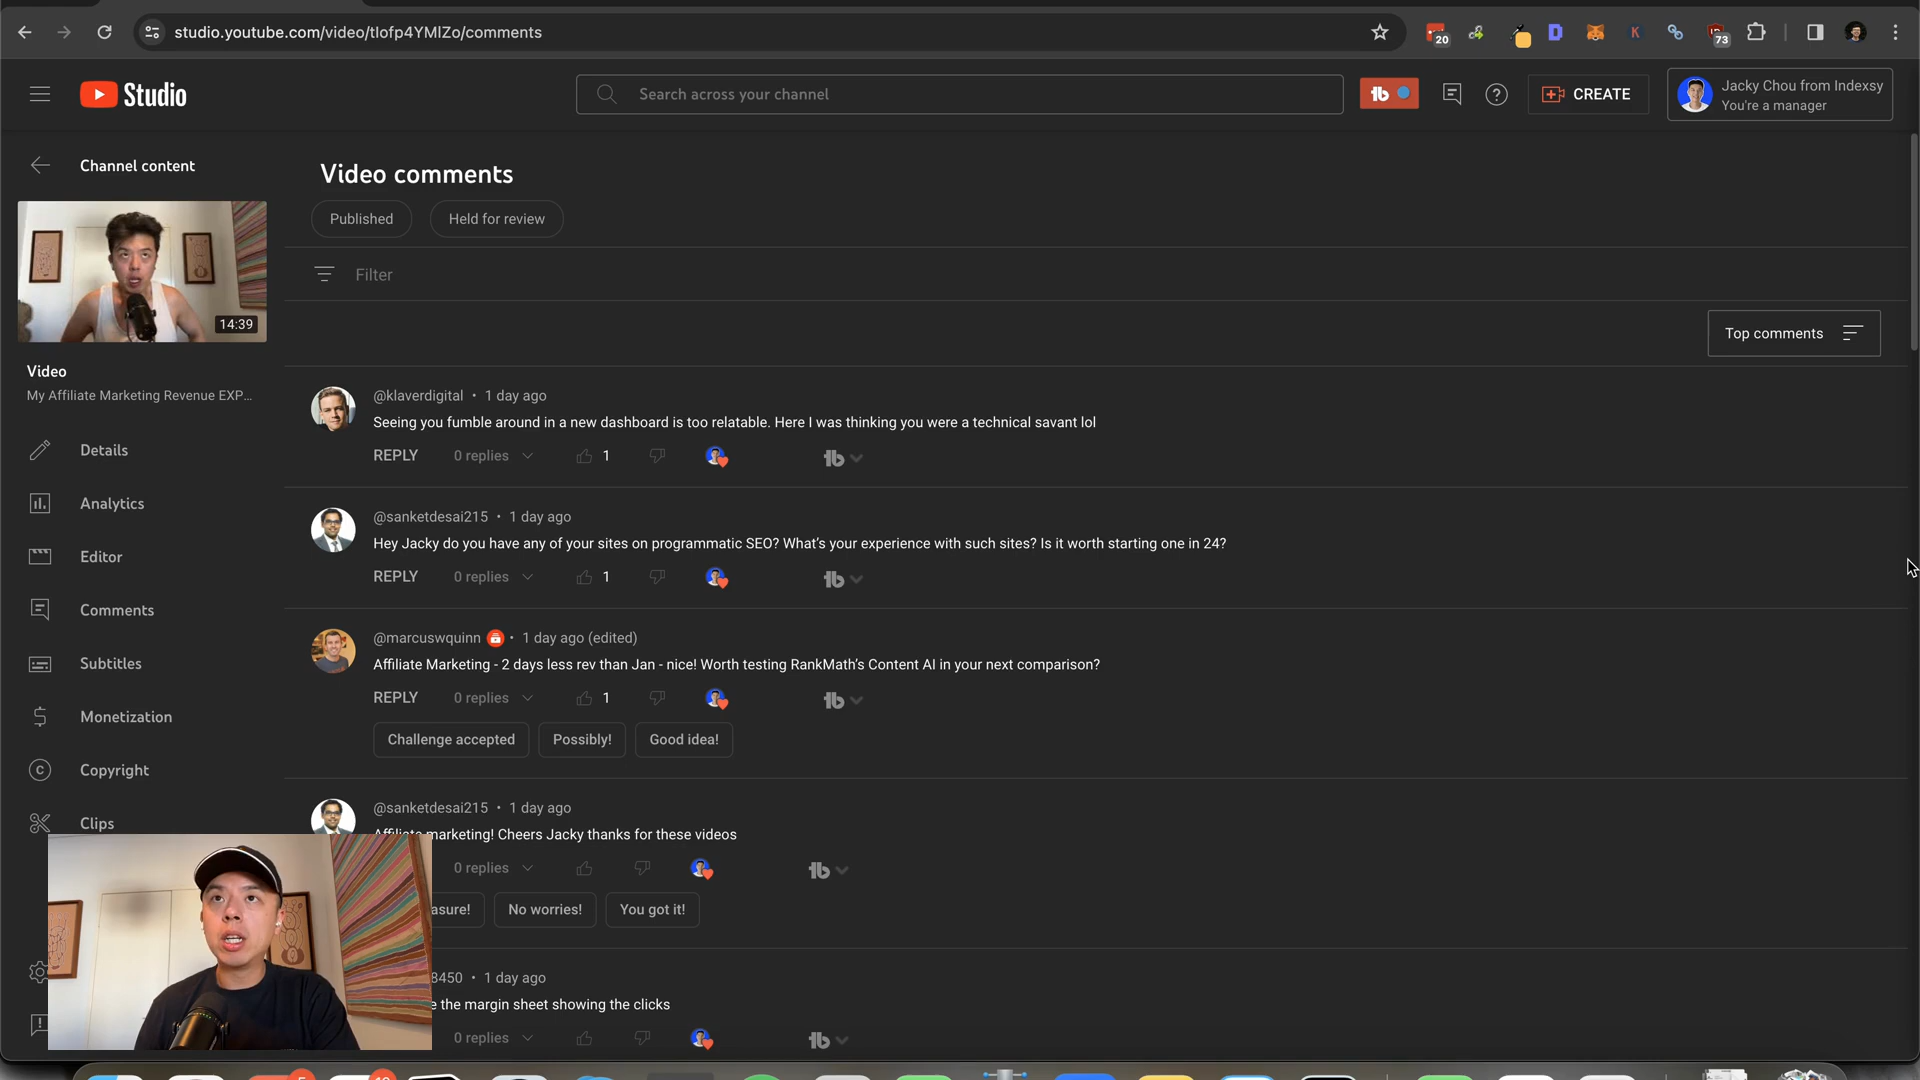 studio.youtube.com/video/tIofp4YMlZo/comments
20
73
Studio
Search across your channel
CREATE
Jacky Chou from Indexsy
You're a manager
Channel content
14:39
Video
My Affiliate Marketing Revenue EXP...
Details
Analytics
Editor
Comments
Subtitles
Monetization
Copyright
Clips
Video comments
Published
Held for review
Filter
Top comments
@klaverdigital • 1 day ago
Seeing you fumble around in a new dashboard is too relatable. Here I was thinking you were a technical savant lol
REPLY 0 replies 1
@sanketdesai215 • 1 day ago
Hey Jacky do you have any of your sites on programmatic SEO? What's your experience with such sites? Is it worth starting one in 24?
REPLY 0 replies 1
@marcuswquinn • 1 day ago (edited)
Affiliate Marketing - 2 days less rev than Jan - nice! Worth testing RankMath's Content AI in your next comparison?
REPLY 0 replies 1
Challenge accepted Possibly! Good idea!
@sanketdesai215 • 1 day ago
Affiliate marketing! Cheers Jacky thanks for these videos
0 replies
asure! No worries! You got it!
8450 • 1 day ago
e the margin sheet showing the clicks
0 replies